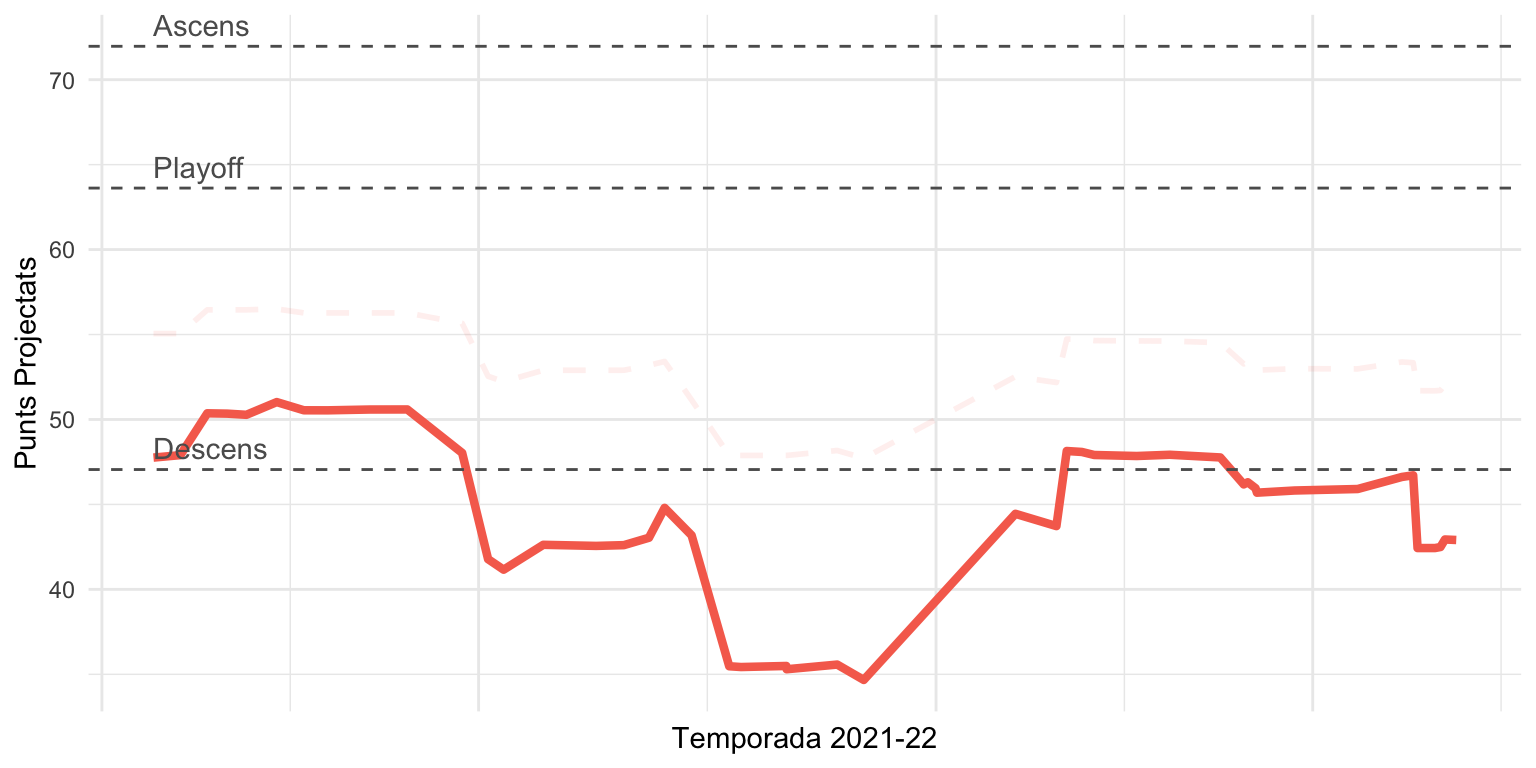 Ascens
70
Playoff
60
Punts Projectats
50
Descens
40
Temporada 2021-22